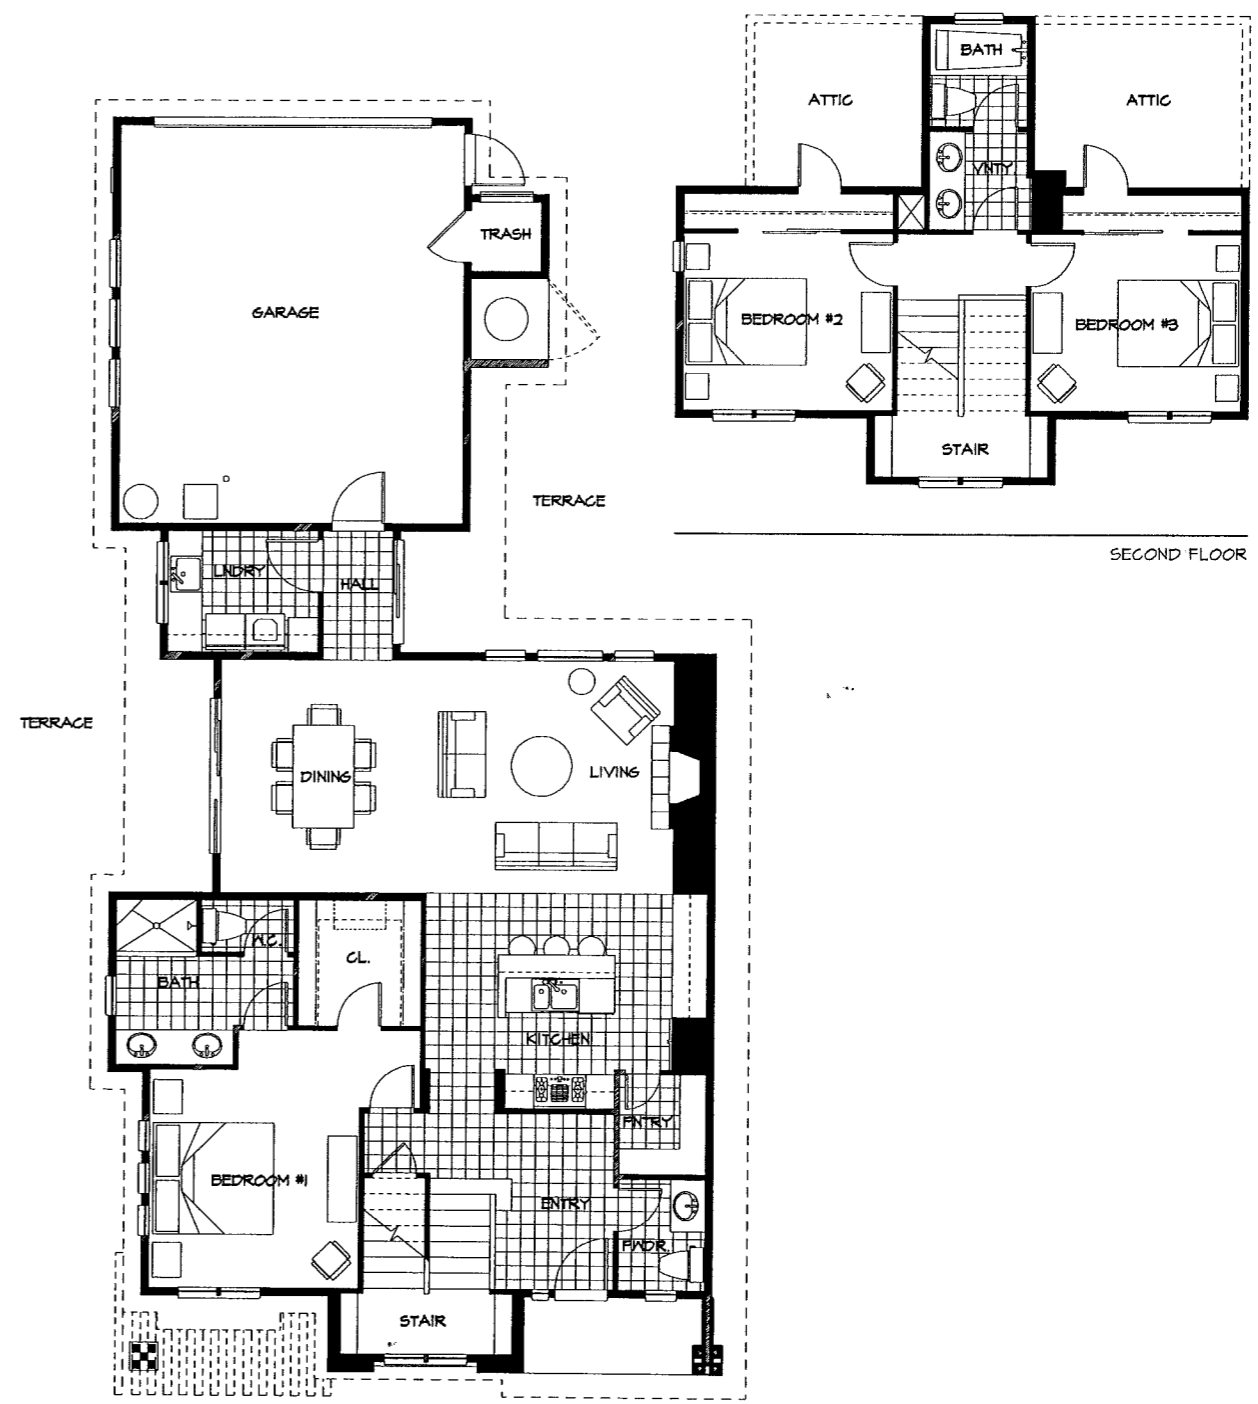 BATH
ATTIC
ATTIC
VNTY
TRASH
GARAGE
BEDROOM #2
BEDROOM #3
STAIR
TERRACE
SECOND FLOOR
LNDRY
HALL
TERRACE
DINING
LIVING
W.C.
CL.
BATH
KITCHEN
PNTRY
BEDROOM #1
ENTRY
PWDR.
STAIR